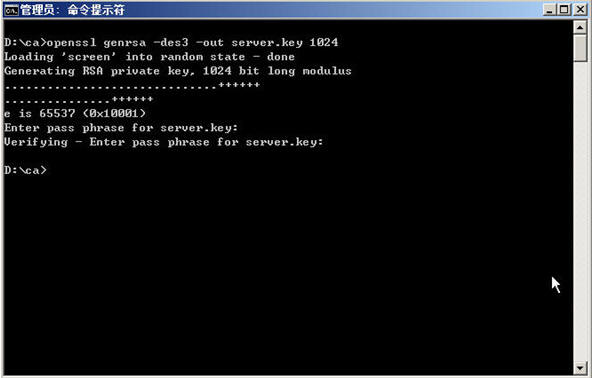 管理员: 命令提示符
D:\ca>openssl genrsa -des3 -out server.key 1024
Loading 'screen' into random state - done
Generating RSA private key, 1024 bit long modulus
..............................++++++
...............++++++
e is 65537 (0x10001)
Enter pass phrase for server.key:
Verifying - Enter pass phrase for server.key:
D:\ca>